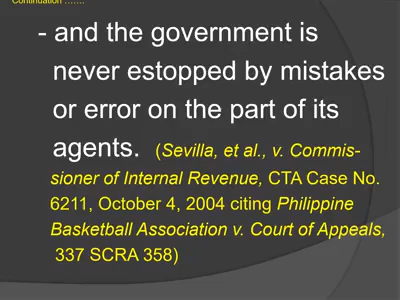 Continuation …….
- and the government is
never estopped by mistakes
or error on the part of its
agents. (Sevilla, et al., v. Commis-
sioner of Internal Revenue, CTA Case No.
6211, October 4, 2004 citing Philippine
Basketball Association v. Court of Appeals,
337 SCRA 358)